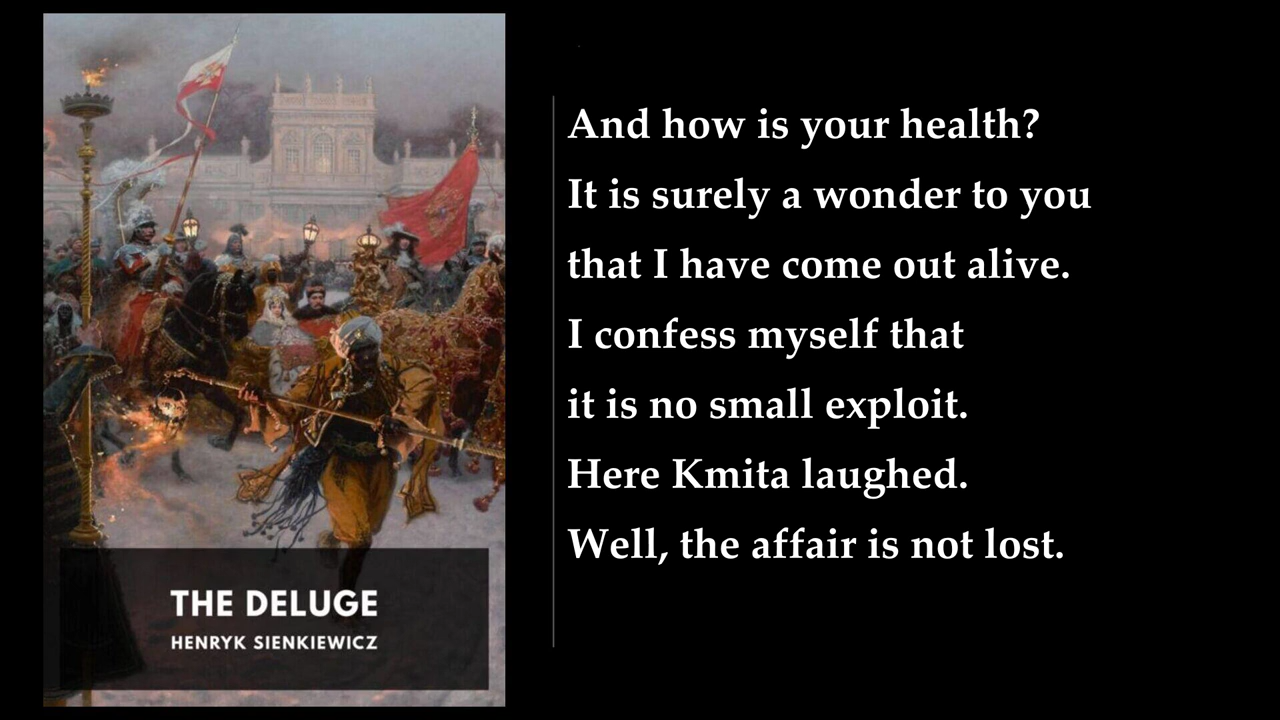 THE DELUGE
HENRYK SIENKIEWICZ
And how is your health?
It is surely a wonder to you
that I have come out alive.
I confess myself that
it is no small exploit.
Here Kmita laughed.
Well, the affair is not lost.